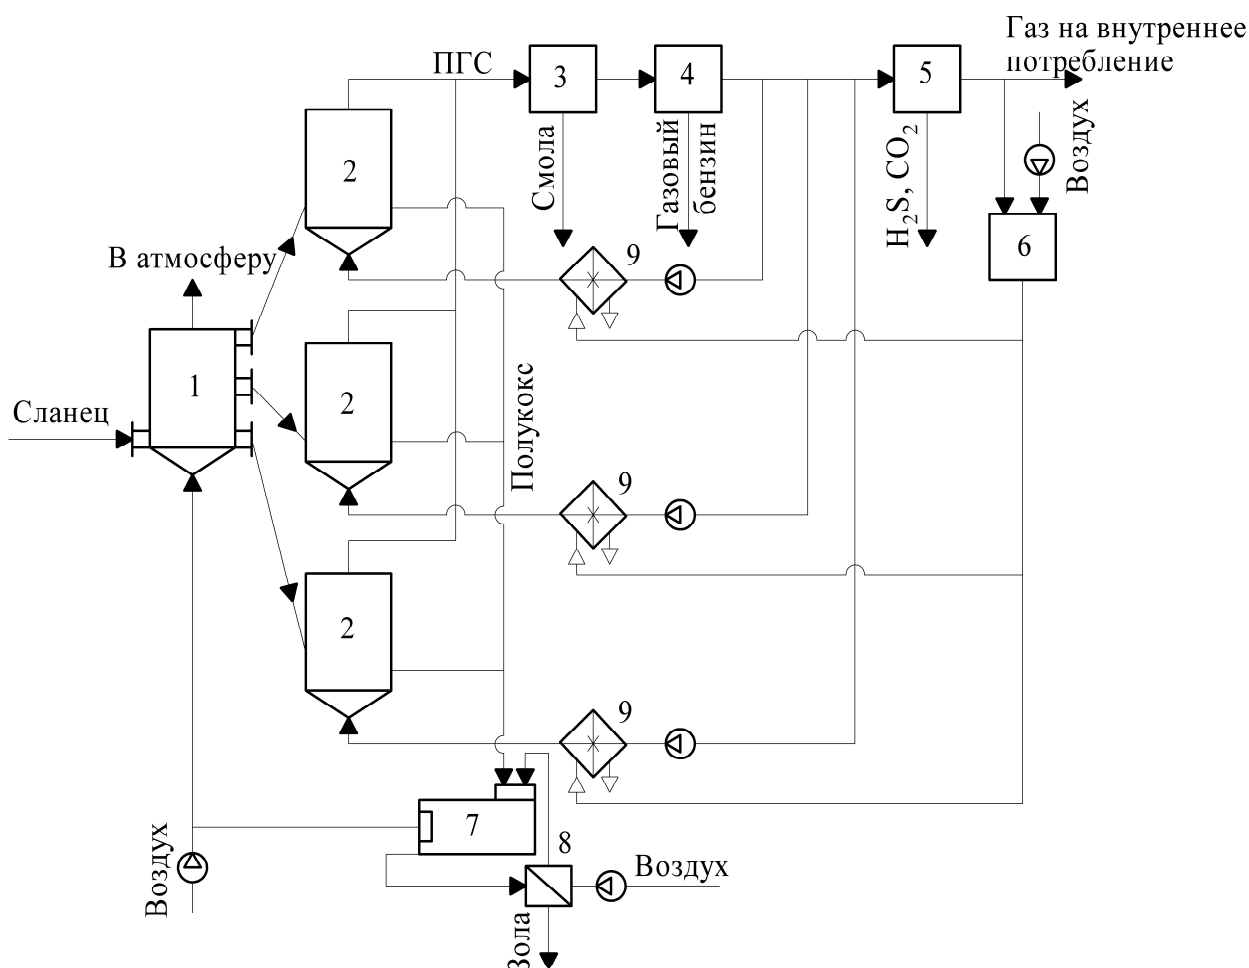 Газ на внутреннее
потребление
ПГС
3
4
5
Воздух
Смола
Газовый
бензин
H₂S, CO₂
2
6
В атмосферу
9
1
2
Сланец
Полукокс
9
2
9
7
8
Воздух
Воздух
Зола